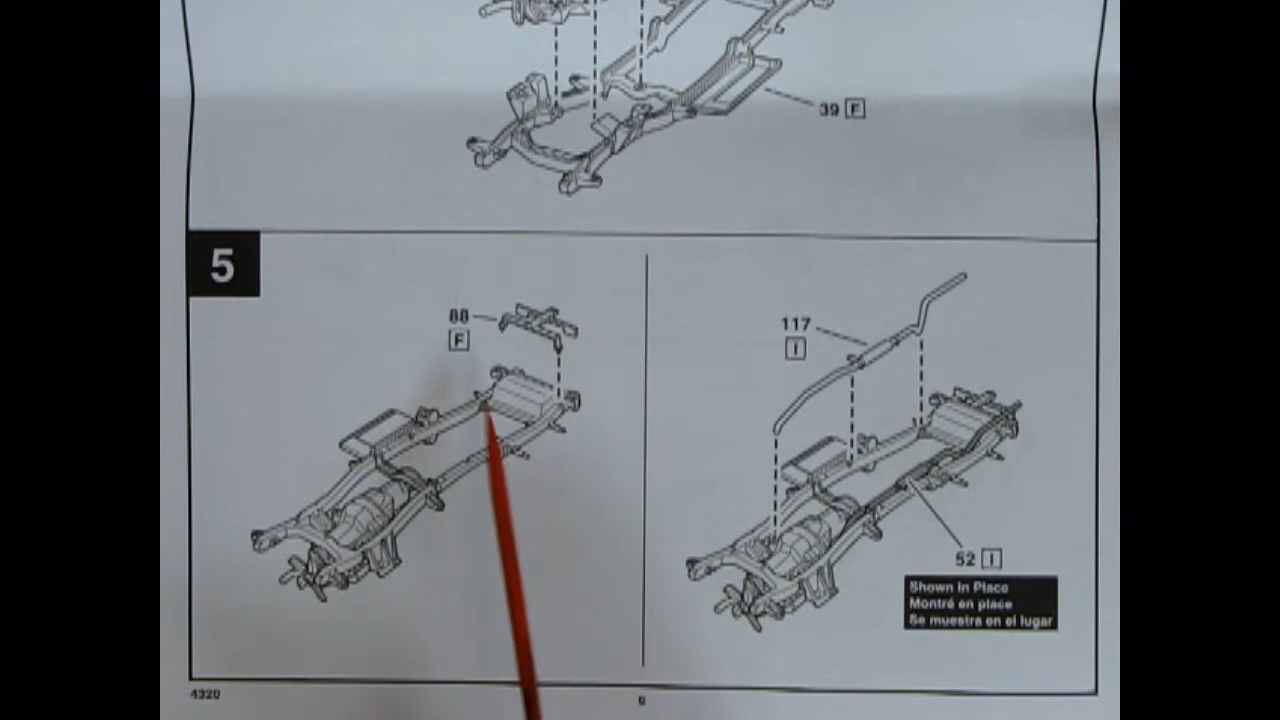 39 F
5
88
F
117
I
52 I
Shown In Place
Montré en place
Se muestra en el lugar
4320
6